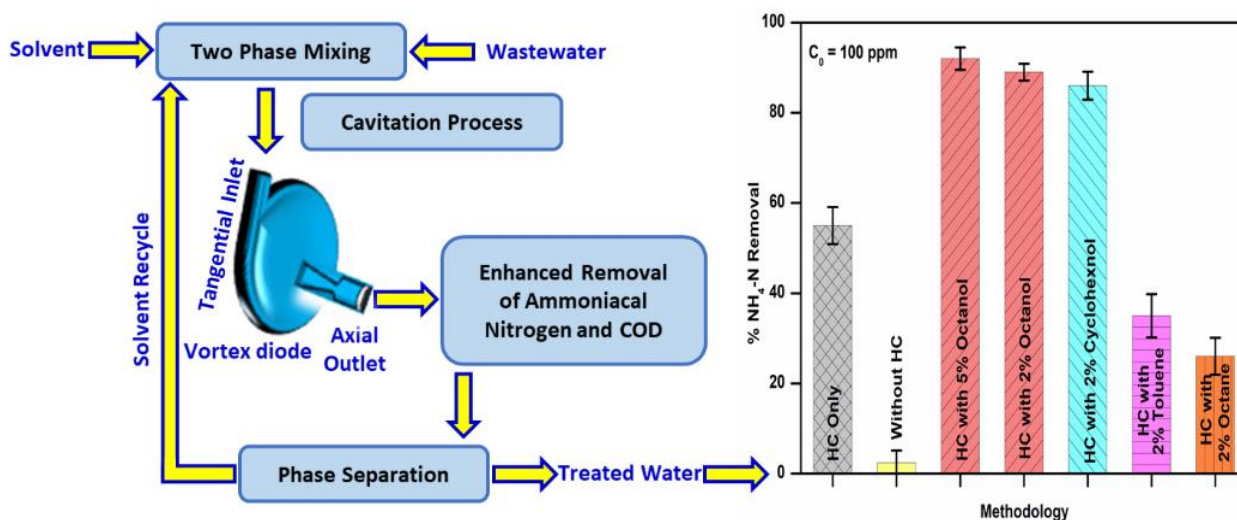 Solvent
Two Phase Mixing
Wastewater
Cavitation Process
Solvent Recycle
Tangential Inlet
Vortex diode
Axial
Outlet
Enhanced Removal
of Ammoniacal
Nitrogen and COD
Phase Separation
Treated Water
% NH₄-N Removal
100
80
60
40
20
0
C₀ = 100 ppm
HC Only
Without HC
HC with 5% Octanol
HC with 2% Octanol
HC with 2% Cyclohexnol
HC with
2% Toluene
HC with
2% Octane
Methodology